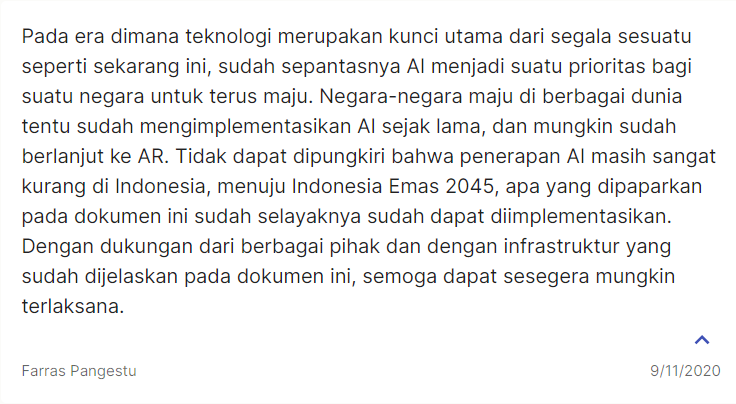 Pada era dimana teknologi merupakan kunci utama dari segala sesuatu
seperti sekarang ini, sudah sepantasnya AI menjadi suatu prioritas bagi
suatu negara untuk terus maju. Negara-negara maju di berbagai dunia
tentu sudah mengimplementasikan AI sejak lama, dan mungkin sudah
berlanjut ke AR. Tidak dapat dipungkiri bahwa penerapan AI masih sangat
kurang di Indonesia, menuju Indonesia Emas 2045, apa yang dipaparkan
pada dokumen ini sudah selayaknya sudah dapat diimplementasikan.
Dengan dukungan dari berbagai pihak dan dengan infrastruktur yang
sudah dijelaskan pada dokumen ini, semoga dapat sesegera mungkin
terlaksana.
Farras Pangestu
9/11/2020